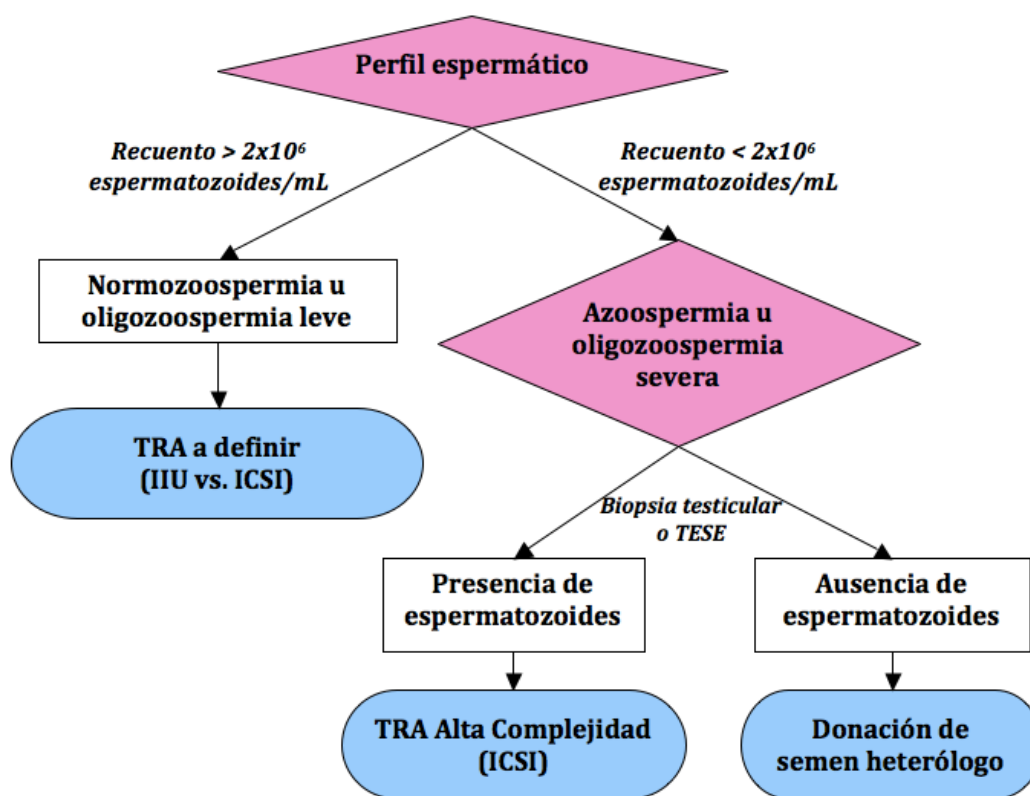 Perfil espermático
Recuento > 2x10⁶
espermatozoides/mL
Recuento < 2x10⁶
espermatozoides/mL
Normozoospermia u
oligozoospermia leve
Azoospermia u
oligozoospermia
severa
TRA a definir
(IIU vs. ICSI)
Biopsia testicular
o TESE
Presencia de
espermatozoides
Ausencia de
espermatozoides
TRA Alta Complejidad
(ICSI)
Donación de
semen heterólogo